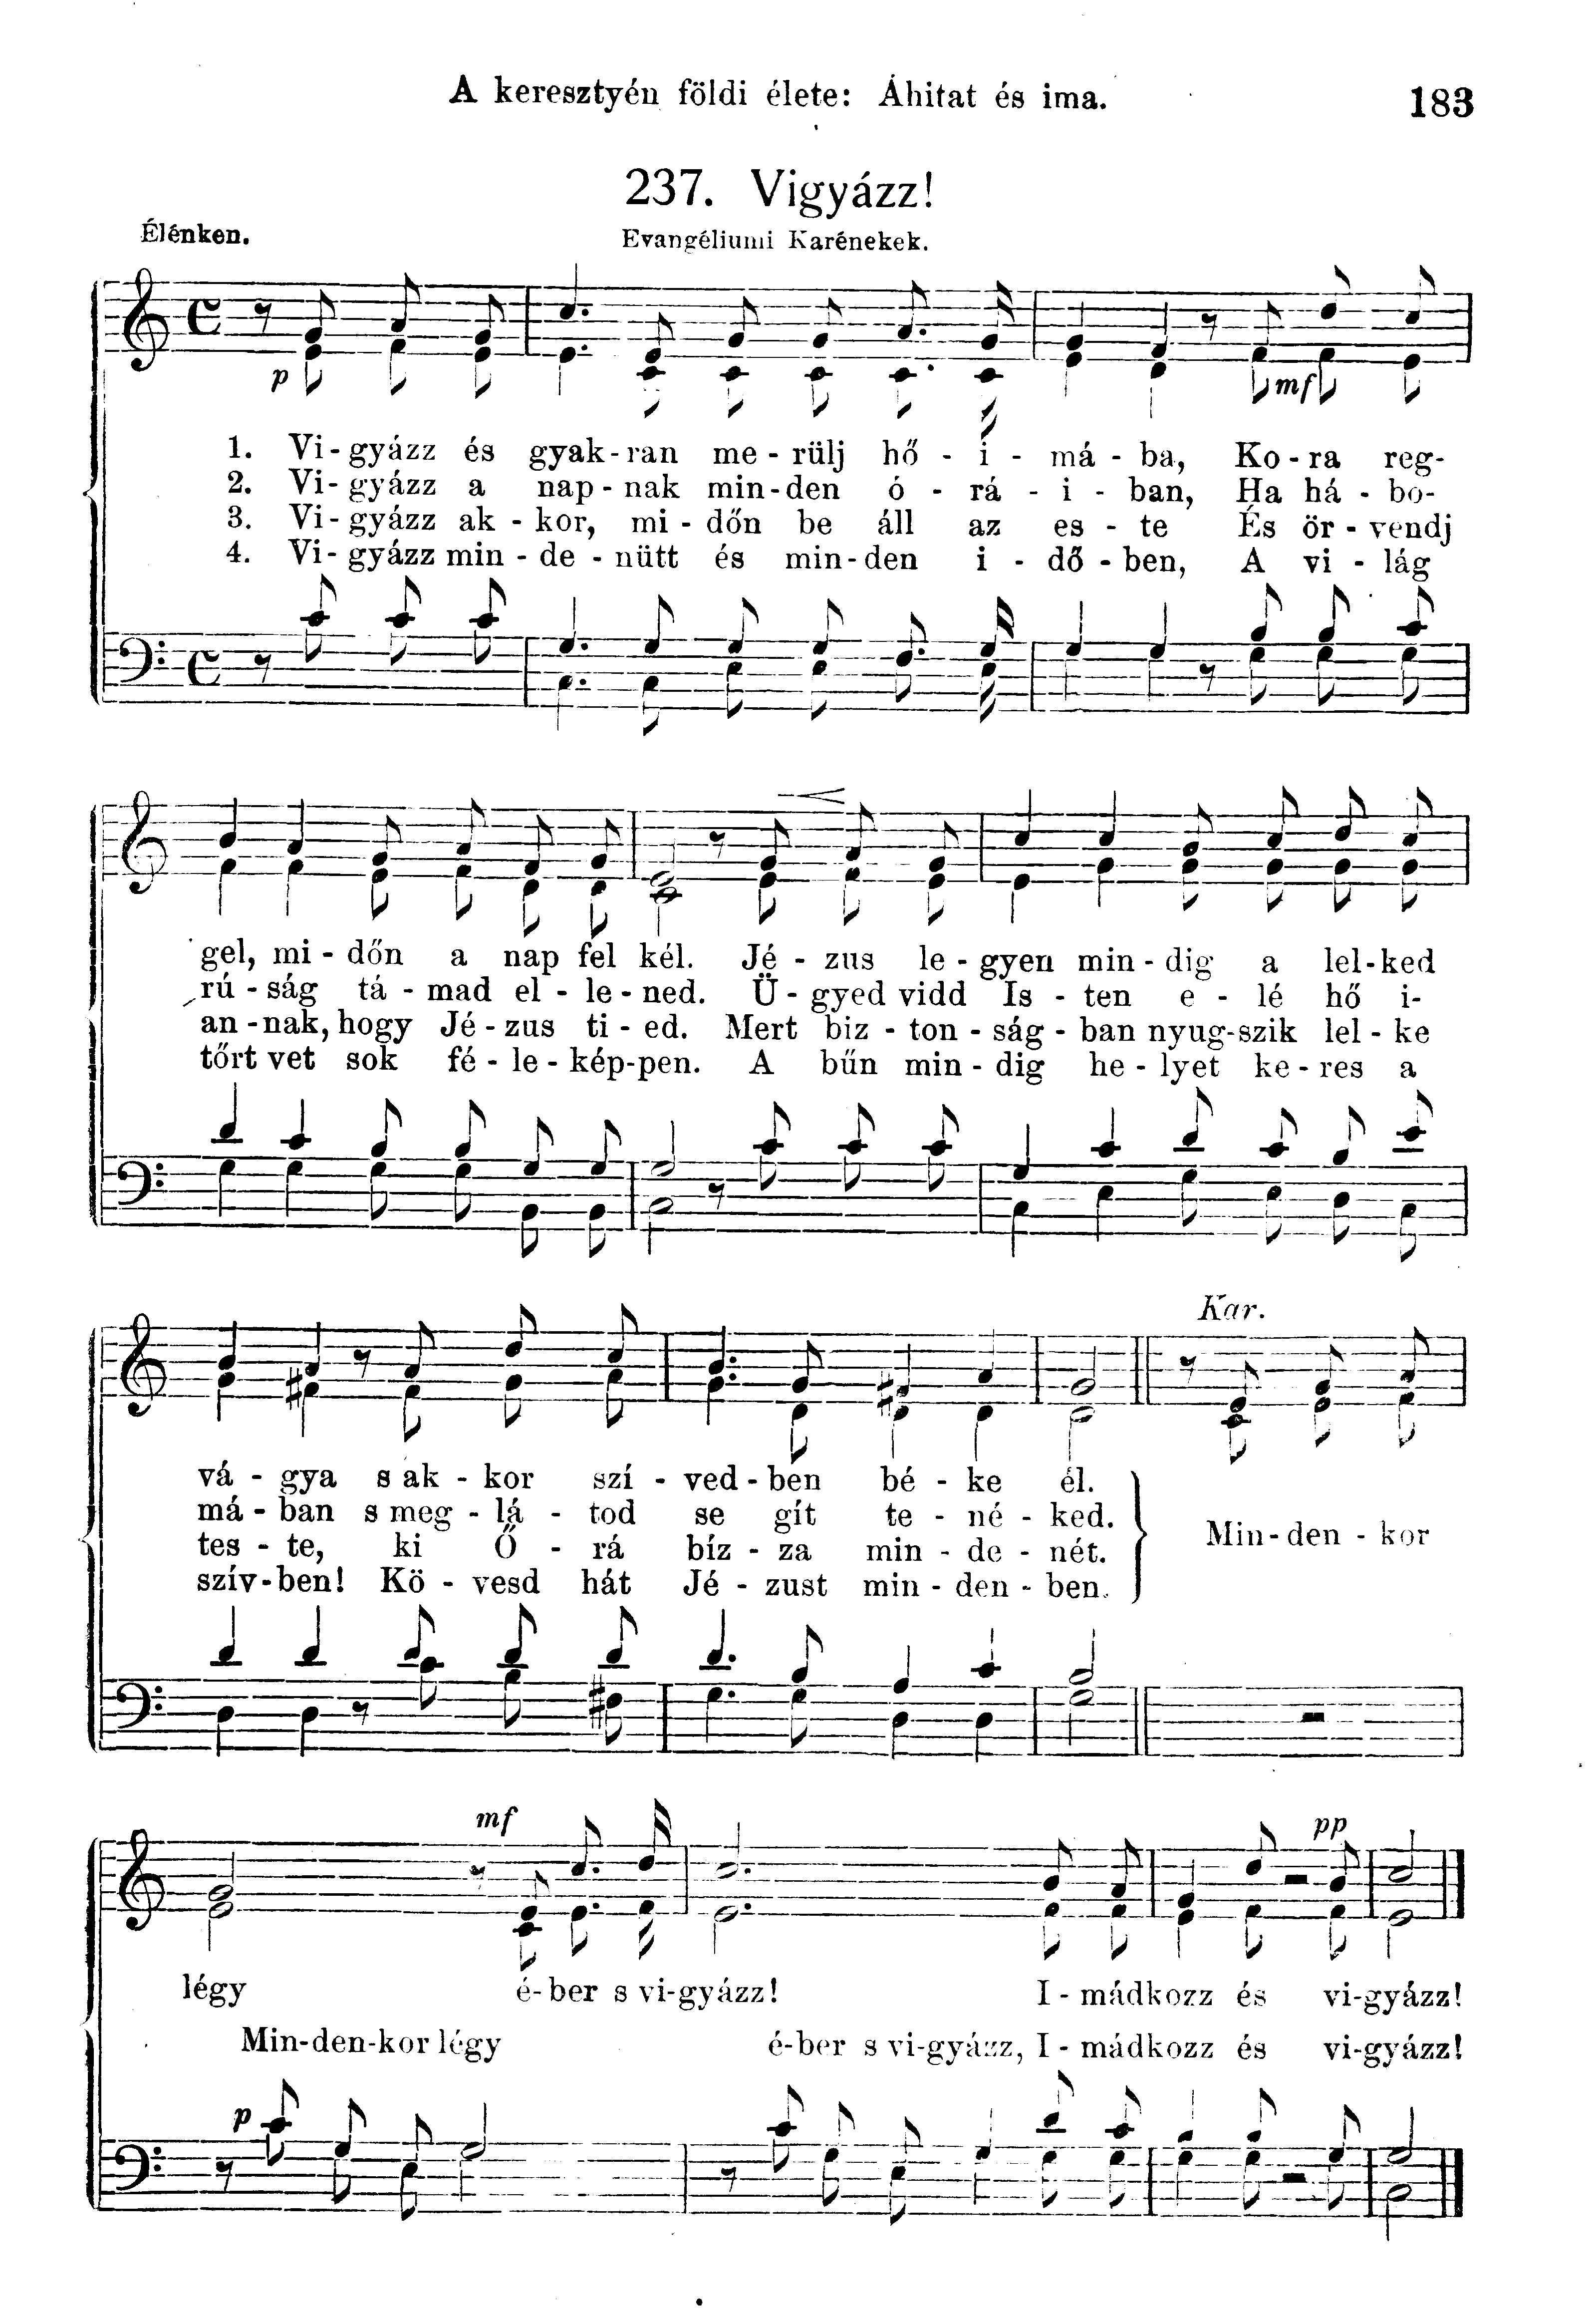 A keresztyén földi élete: Áhitat és ima.
183
237. Vigyázz!
Élénken.
Evangéliumi Karénekek.
p
mf
1. Vi-gyázz és gyak-ran me-rülj hő - i - má - ba, Ko-ra reg-
2. Vi-gyázz a nap-nak min-den ó - rá - i - ban, Ha há - bo-
3. Vi-gyázz ak - kor, mi - dőn be áll az es - te És ör - vendj
4. Vi-gyázz min - de - nütt és min-den i - dő - ben, A vi - lág
gel, mi - dőn a nap fel kél. Jé - zus le - gyen min - dig a lel-ked
rú - ság tá - mad el - le - ned. Ü - gyed vidd Is - ten e - lé hő i-
an - nak, hogy Jé - zus ti - ed. Mert biz - ton - ság - ban nyug-szik lel - ke
tőrt vet sok fé - le - kép-pen. A bűn min - dig he - lyet ke - res a
Kar.
vá - gya s ak - kor szí - ved - ben bé - ke él.
má - ban s meg - lá - tod se gít te - né - ked.
tes - te, ki Ő - rá bíz - za min - de - nét.
szív-ben! Kö - vesd hát Jé - zust min - den - ben.
Min-den - kor
mf
pp
légy é-ber s vi-gyázz! I - mádkozz és vi-gyázz!
Min-den-kor légy é-ber s vi-gyázz, I - mádkozz és vi-gyázz!
p